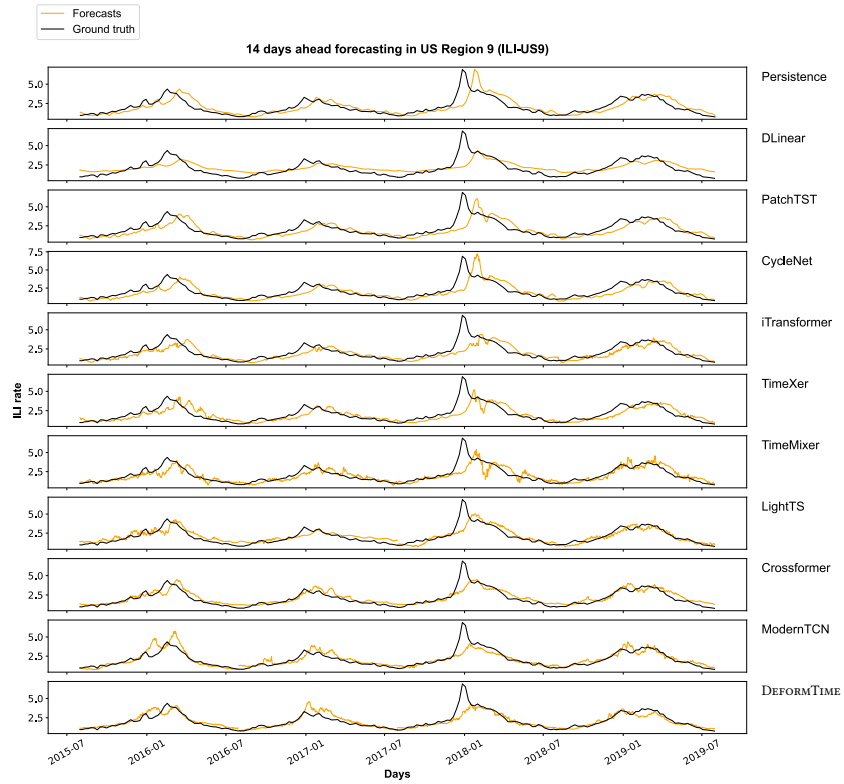 Forecasts
Ground truth
14 days ahead forecasting in US Region 9 (ILI-US9)
5.0
2.5
Persistence
5.0
2.5
DLinear
5.0
2.5
PatchTST
7.5
5.0
2.5
CycleNet
5.0
2.5
iTransformer
5.0
2.5
TimeXer
5.0
2.5
TimeMixer
5.0
2.5
LightTS
5.0
2.5
Crossformer
5.0
2.5
ModernTCN
5.0
2.5
DEFORMTIME
ILI rate
2015-07 2016-01 2016-07 2017-01 2017-07 2018-01 2018-07 2019-01 2019-07
Days